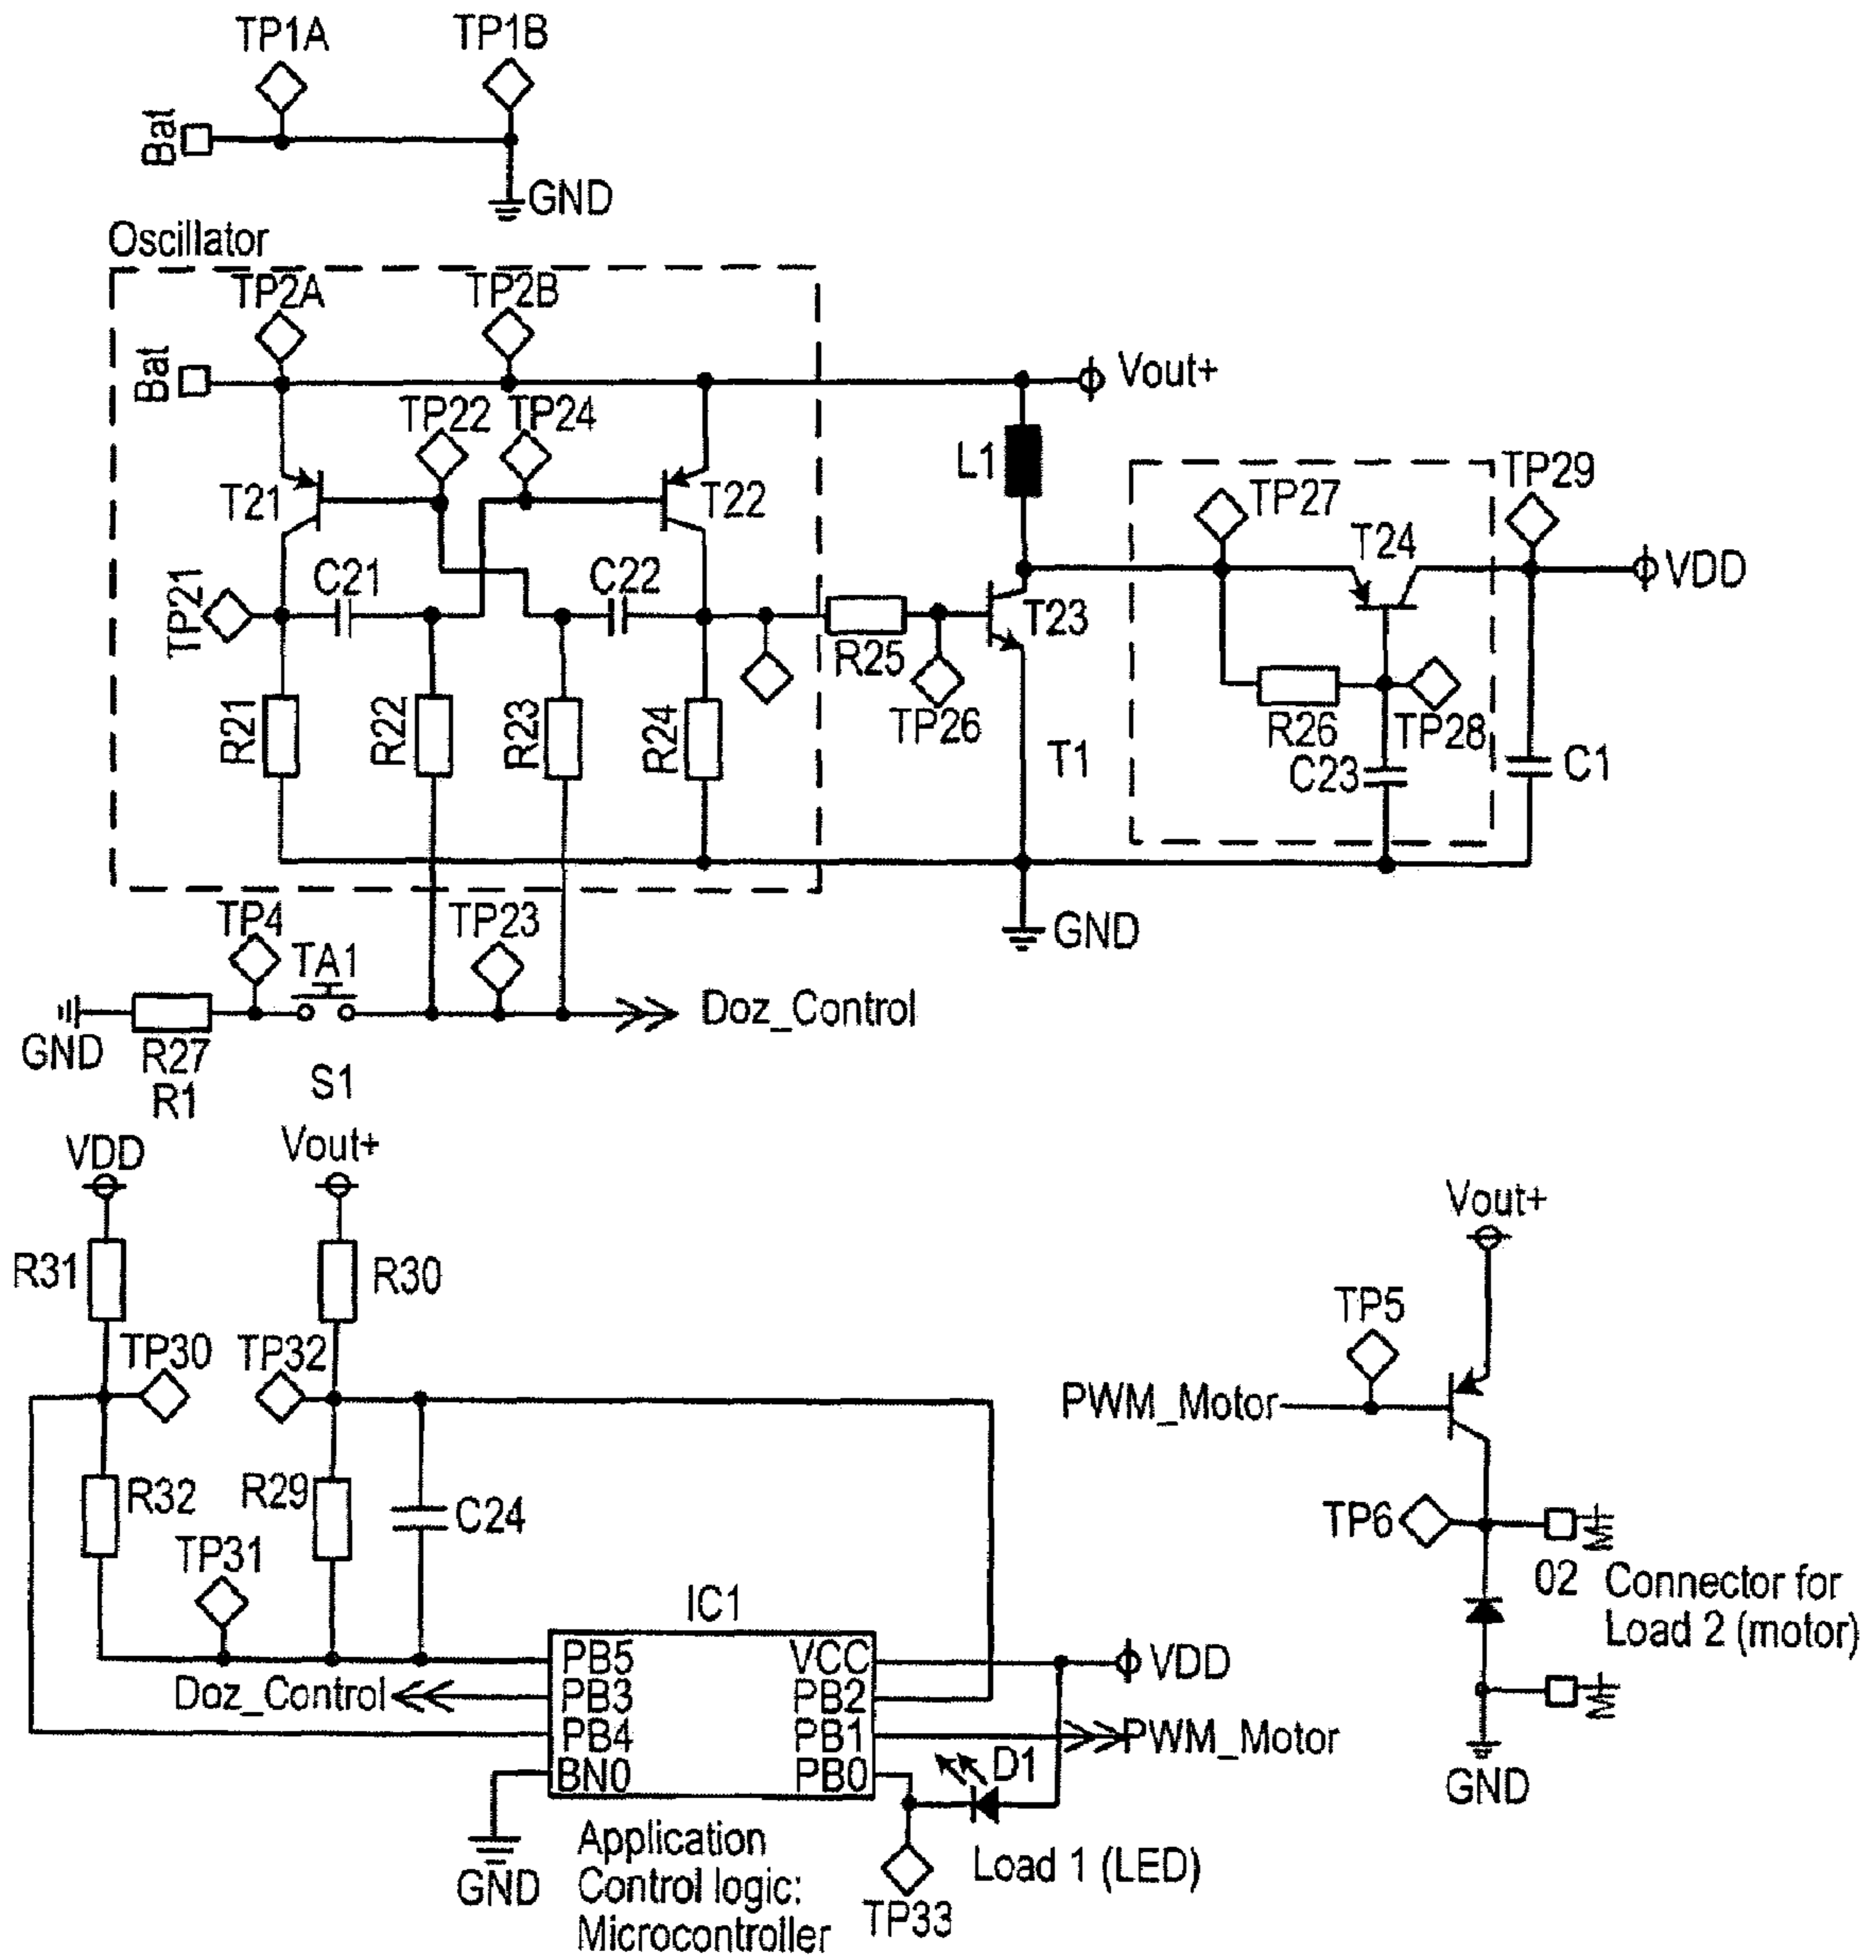 TP1A
TP1B
Bat
GND
Oscillator
TP2A
TP2B
Bat
Vout+
TP22
TP24
T21
T22
L1
TP27
TP29
T24
VDD
TP21
C21
C22
T23
R25
TP26
R26
TP28
R21
R22
R23
R24
T1
C23
C1
GND
TP4
TA1
TP23
Doz_Control
GND
R27
R1
S1
VDD
Vout+
R31
R30
TP30
TP32
R32
R29
C24
TP31
IC1
PB5
VCC
VDD
Doz_Control
PB3
PB2
PB4
PB1
PWM_Motor
BN0
PB0
D1
GND
Application
Control logic:
Microcontroller
Load 1 (LED)
TP33
Vout+
TP5
PWM_Motor
TP6
M+
02
Connector for
Load 2 (motor)
GND